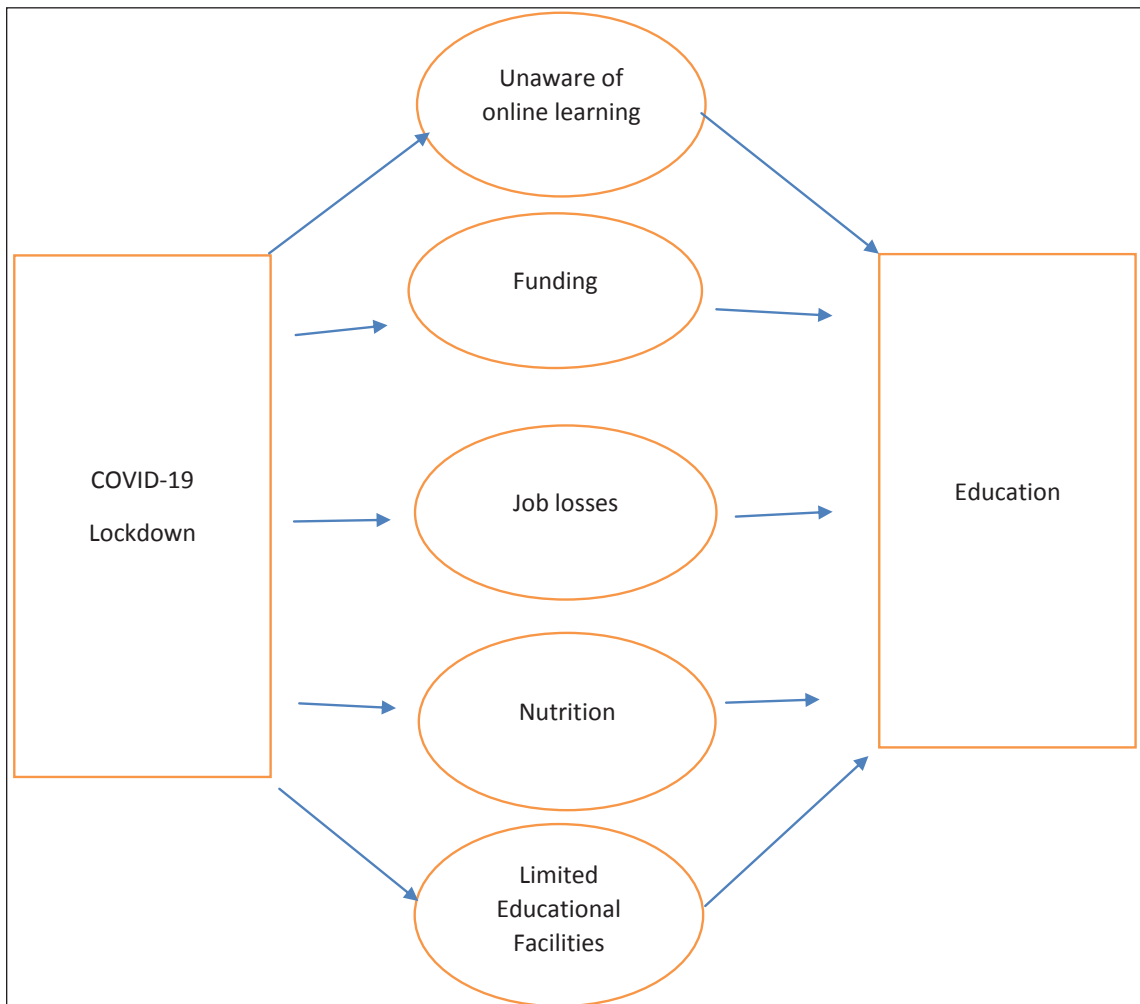 Unaware of
online learning
Funding
COVID-19
Lockdown
Job losses
Education
Nutrition
Limited
Educational
Facilities